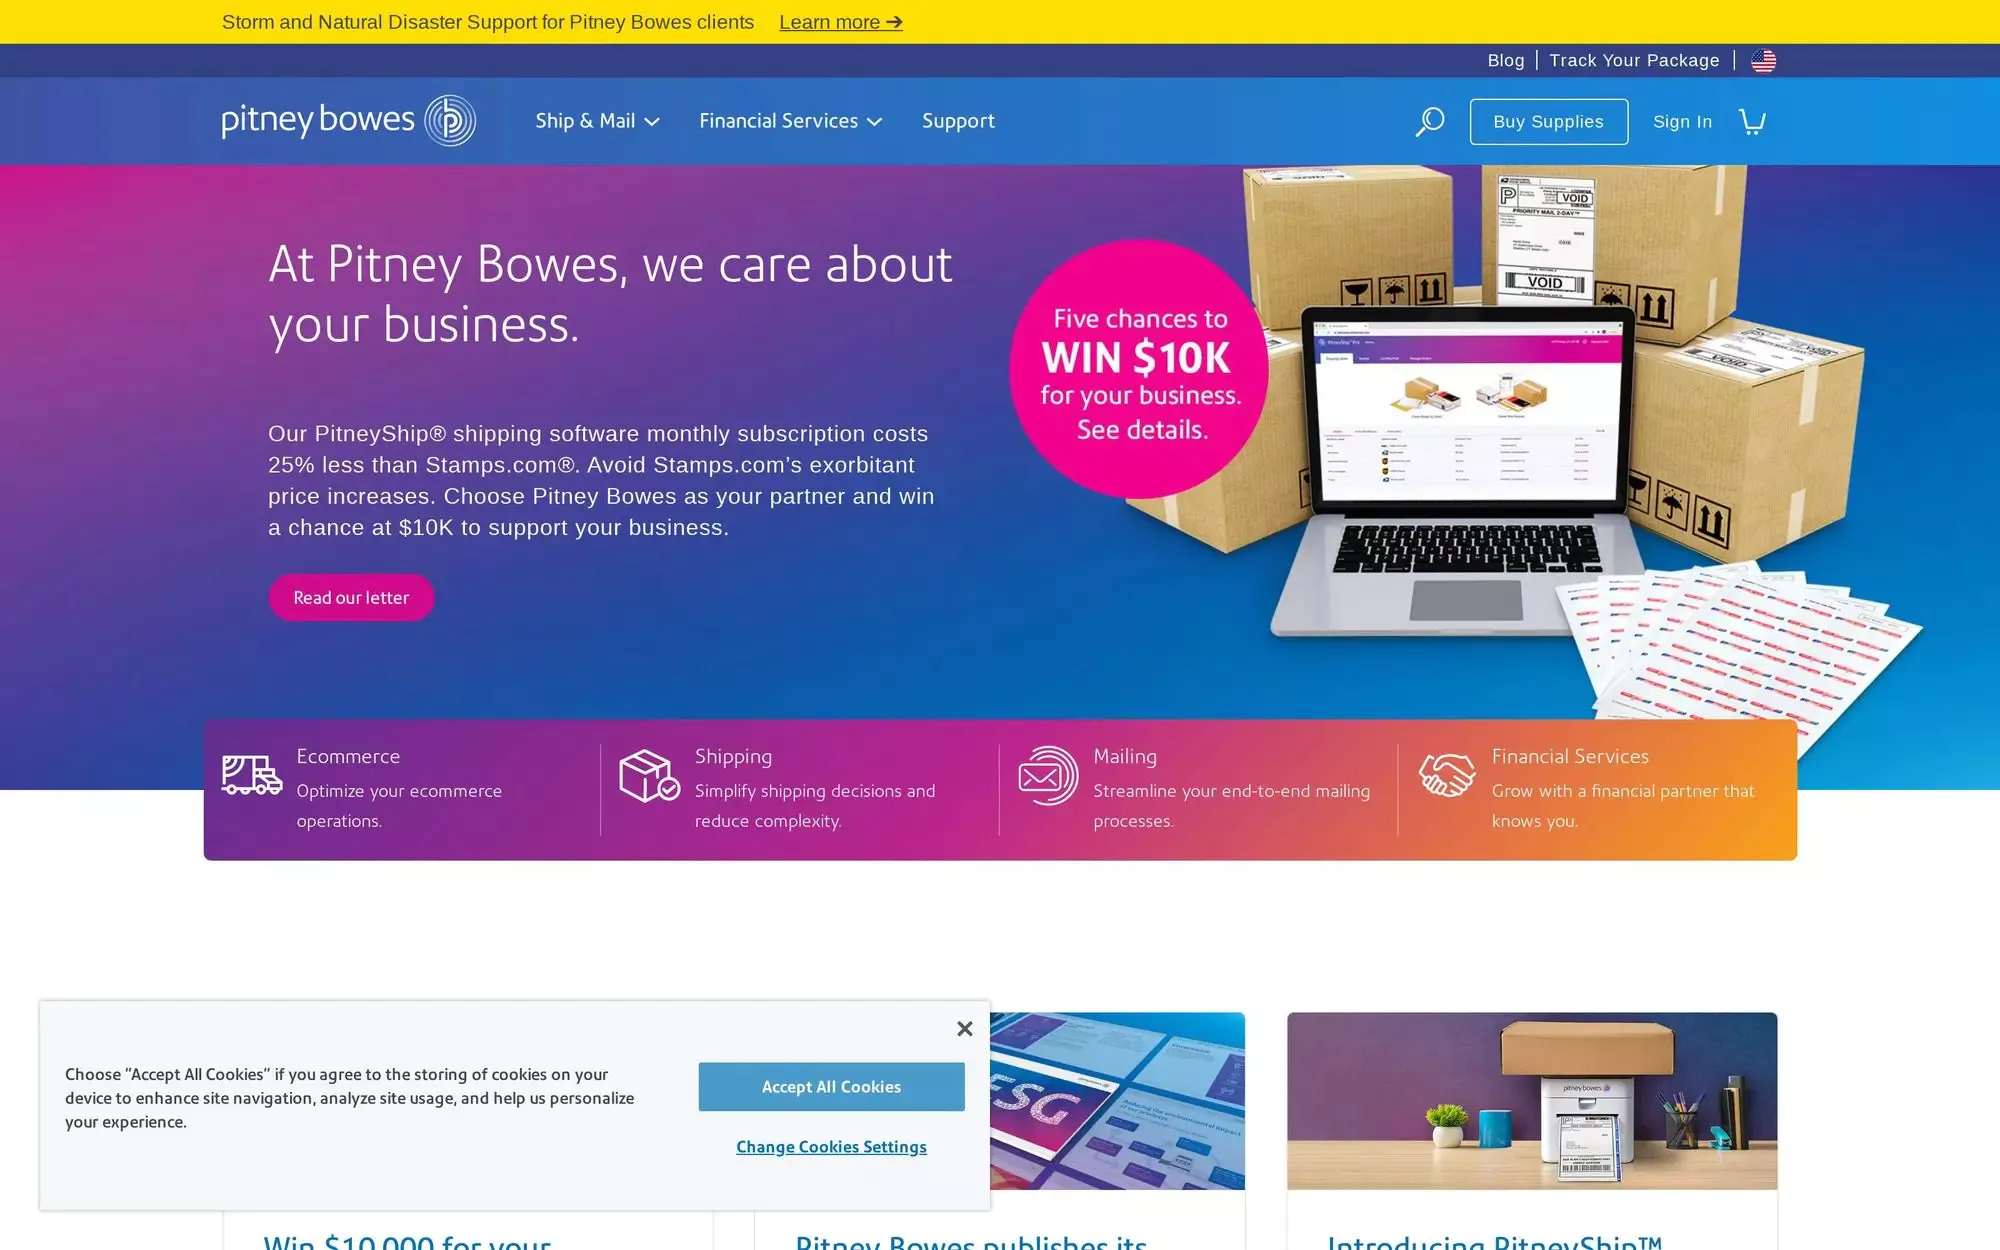 Storm and Natural Disaster Support for Pitney Bowes clients Learn more ➔
Blog Track Your Package
pitney bowes Ship & Mail Financial Services Support Buy Supplies Sign In
At Pitney Bowes, we care about
your business.
Our PitneyShip® shipping software monthly subscription costs
25% less than Stamps.com®. Avoid Stamps.com’s exorbitant
price increases. Choose Pitney Bowes as your partner and win
a chance at $10K to support your business.
Read our letter
Five chances to
WIN $10K
for your business.
See details.
P
VOID
PRIORITY MAIL 2-DAY™
VOID
Ecommerce
Optimize your ecommerce
operations.
Shipping
Simplify shipping decisions and
reduce complexity.
Mailing
Streamline your end-to-end mailing
processes.
Financial Services
Grow with a financial partner that
knows you.
Choose “Accept All Cookies” if you agree to the storing of cookies on your
device to enhance site navigation, analyze site usage, and help us personalize
your experience.
Accept All Cookies
Change Cookies Settings
ESG
pitney bowes
P
Win $10,000 for your
Pitney Bowes publishes its
Introducing PitneyShip™